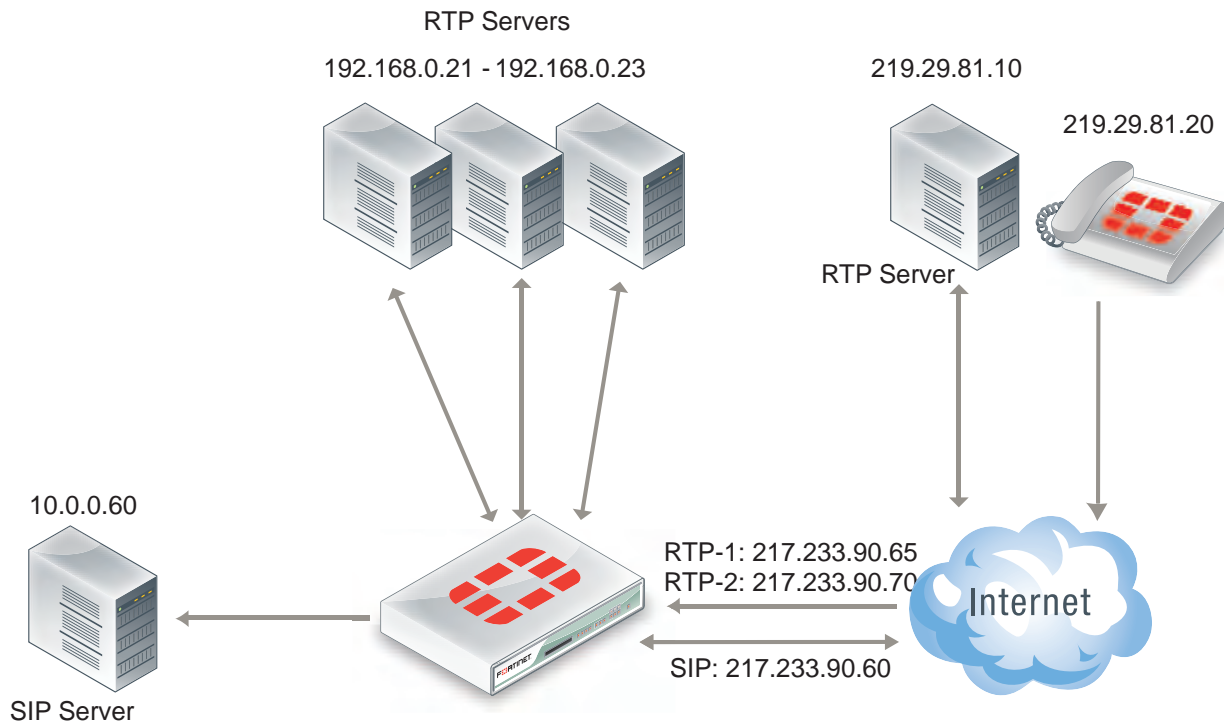 RTP Servers
192.168.0.21 - 192.168.0.23
219.29.81.10
219.29.81.20
RTP Server
10.0.0.60
RTP-1: 217.233.90.65
RTP-2: 217.233.90.70
Internet
FORTINET
SIP: 217.233.90.60
SIP Server